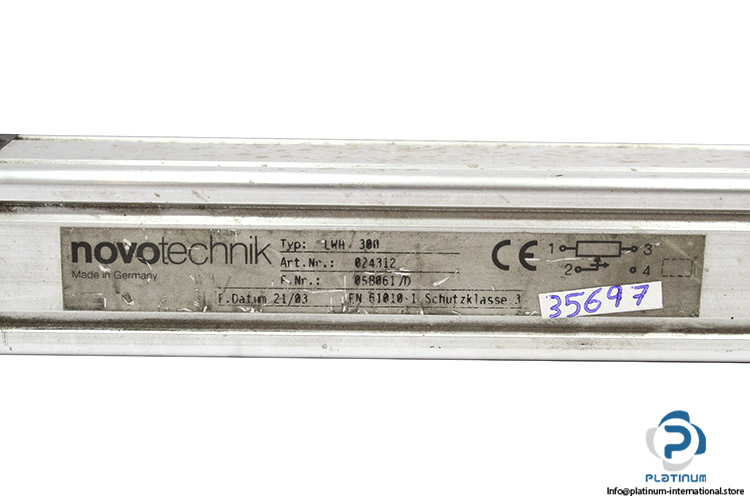 novotechnik
Made in Germany
Typ: LWH 300
Art.Nr.: 024312
F.Nr.: 058061/D
F.Datum 21/03 EN 61010-1 Schutzklasse 3
CE
1 3
2 4
35697
PLATINUM
Info@platinum-international.store